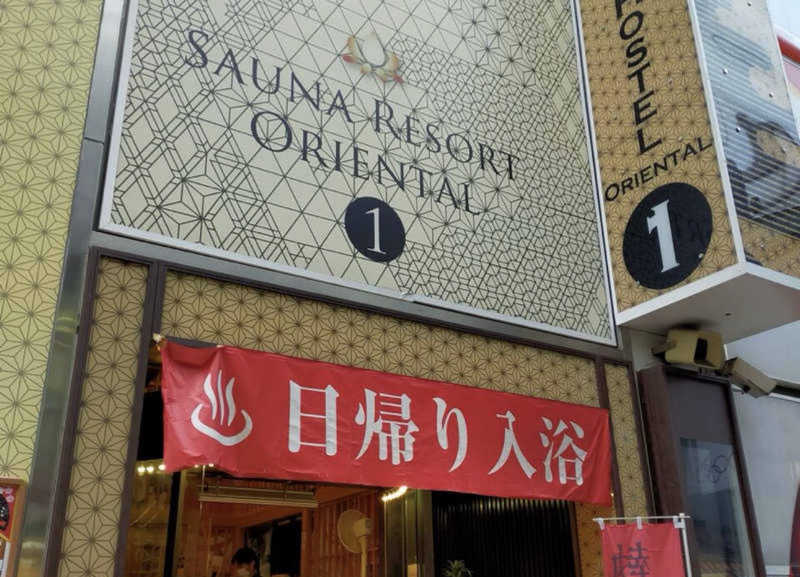 SAUNA RESORT
ORIENTAL
1
HOSTEL
ORIENTAL
1
日帰り入浴